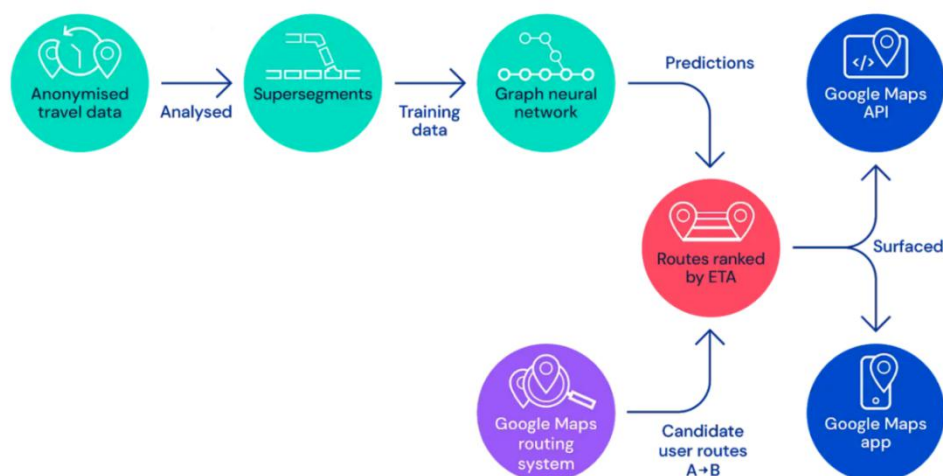 Anonymised
travel data
Analysed
Supersegments
Training
data
Graph neural
network
Predictions
</>
Google Maps
API
Routes ranked
by ETA
Surfaced
Google Maps
routing
system
Candidate
user routes
A→B
Google Maps
app